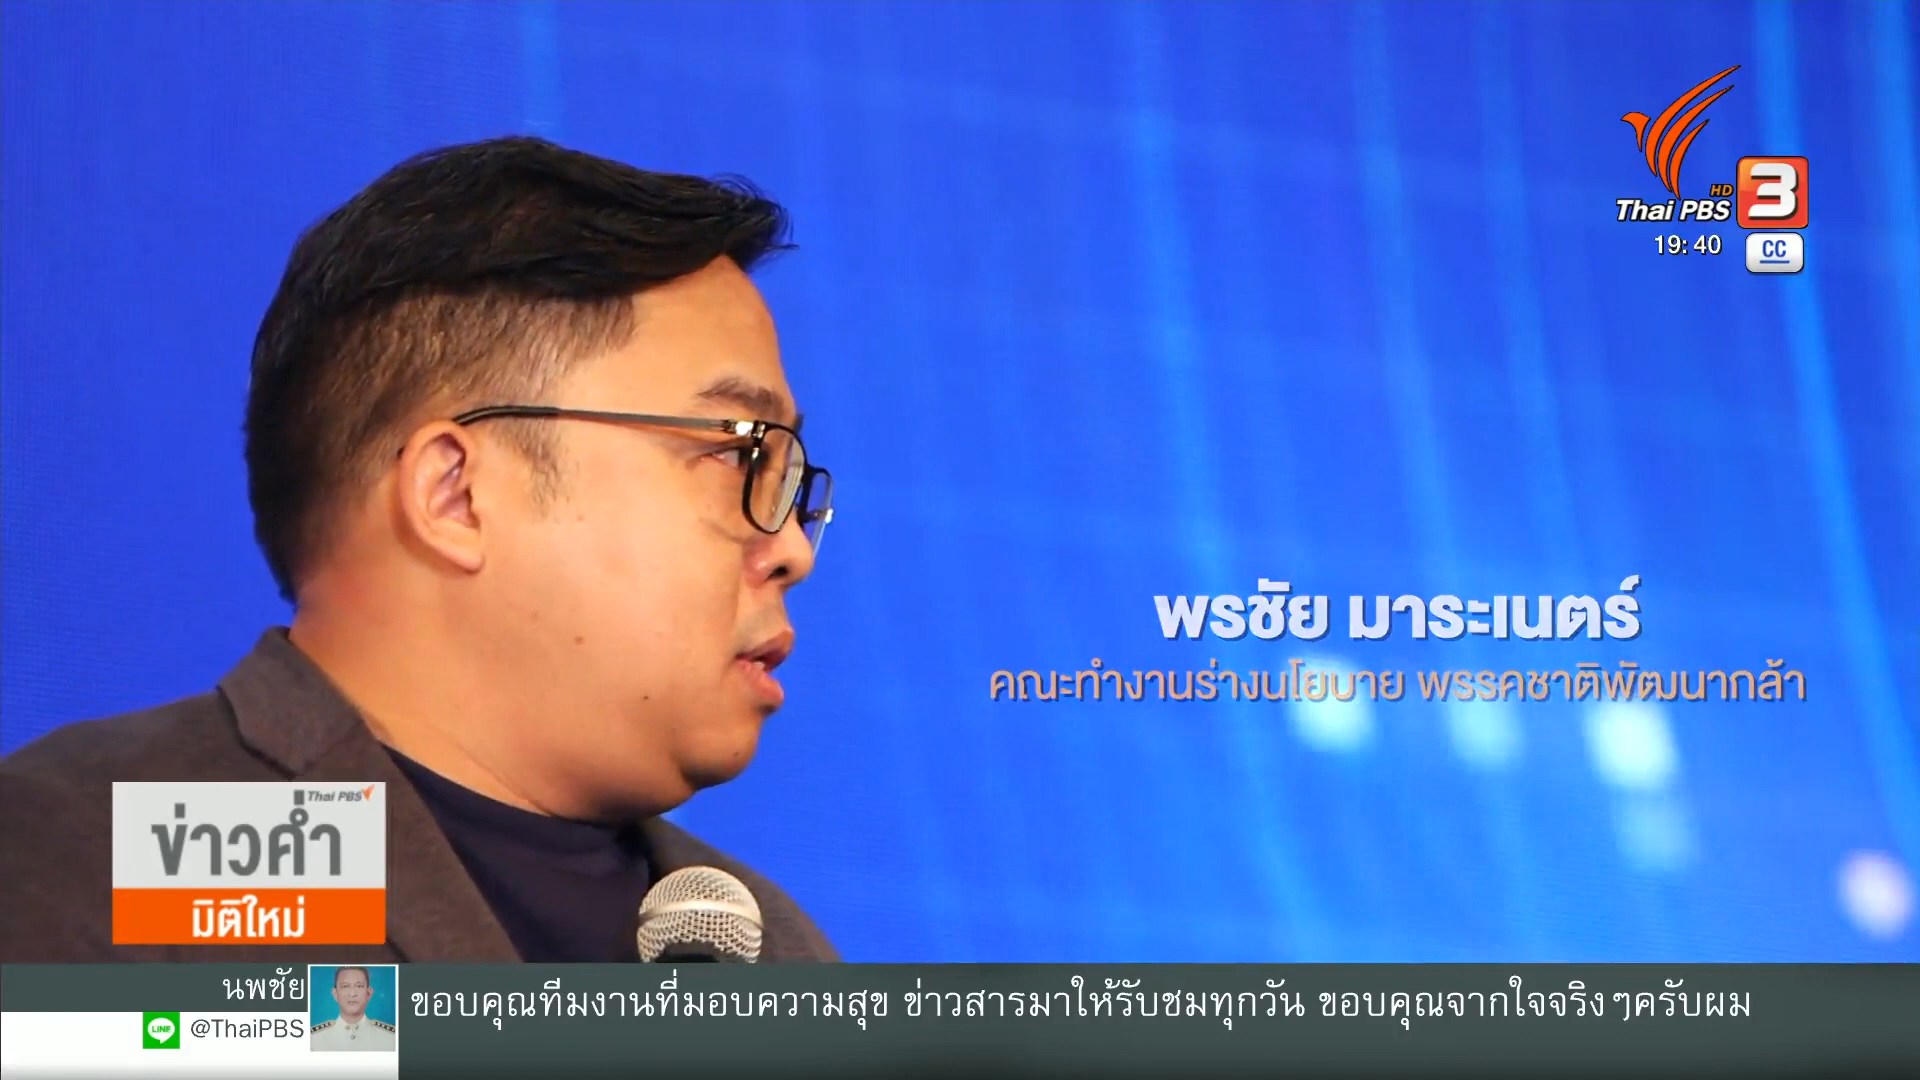 HD
Thai PBS 3
19:40 CC
พรชัย มาระเนตร์
คณะทำงานร่างนโยบาย พรรคชาติพัฒนากล้า
Thai PBS
ข่าวค่ำ
มิติใหม่
นพชัย
LINE @ThaiPBS
ขอบคุณทีมงานที่มอบความสุข ข่าวสารมาให้รับชมทุกวัน ขอบคุณจากใจจริงๆครับผม